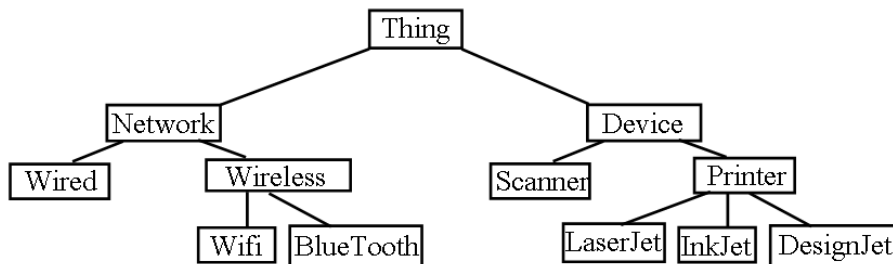 Thing
Network
Device
Wired
Wireless
Scanner
Printer
Wifi
BlueTooth
LaserJet
InkJet
DesignJet